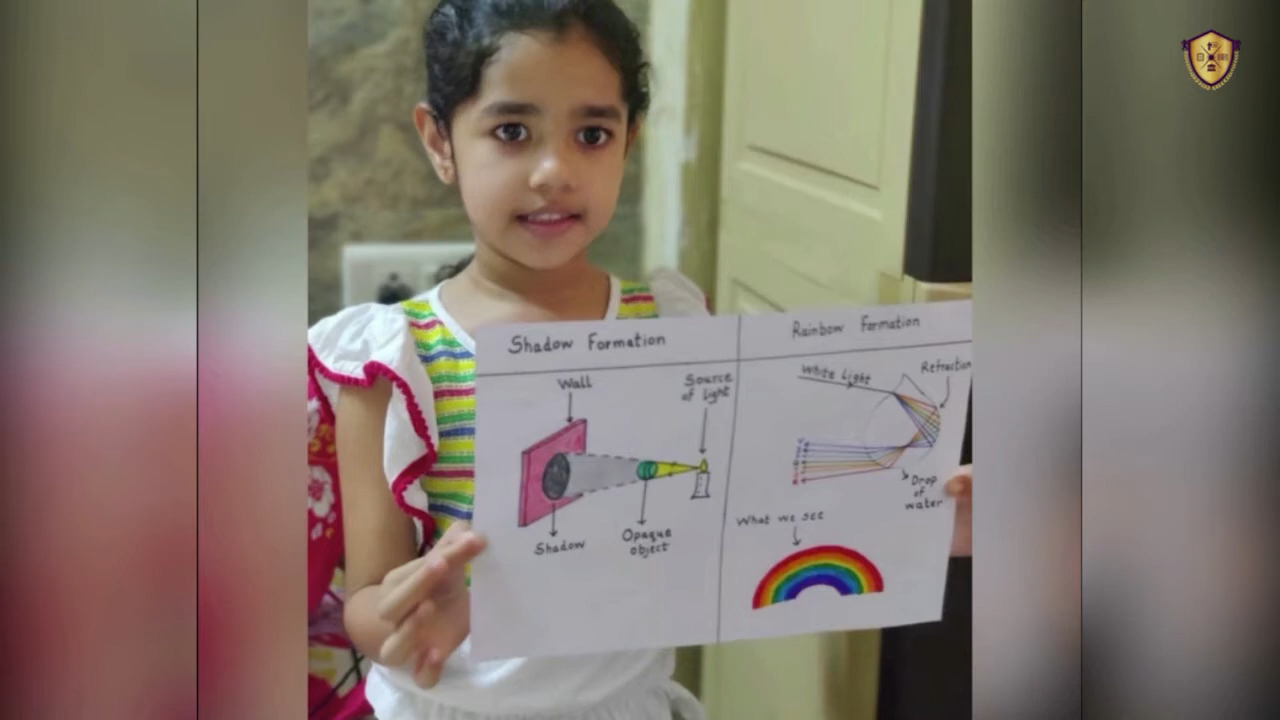 Shadow Formation
Wall
Source
of light
Shadow
Opaque
object
Rainbow Formation
White Light
Refraction
Drop
of
water
What we see